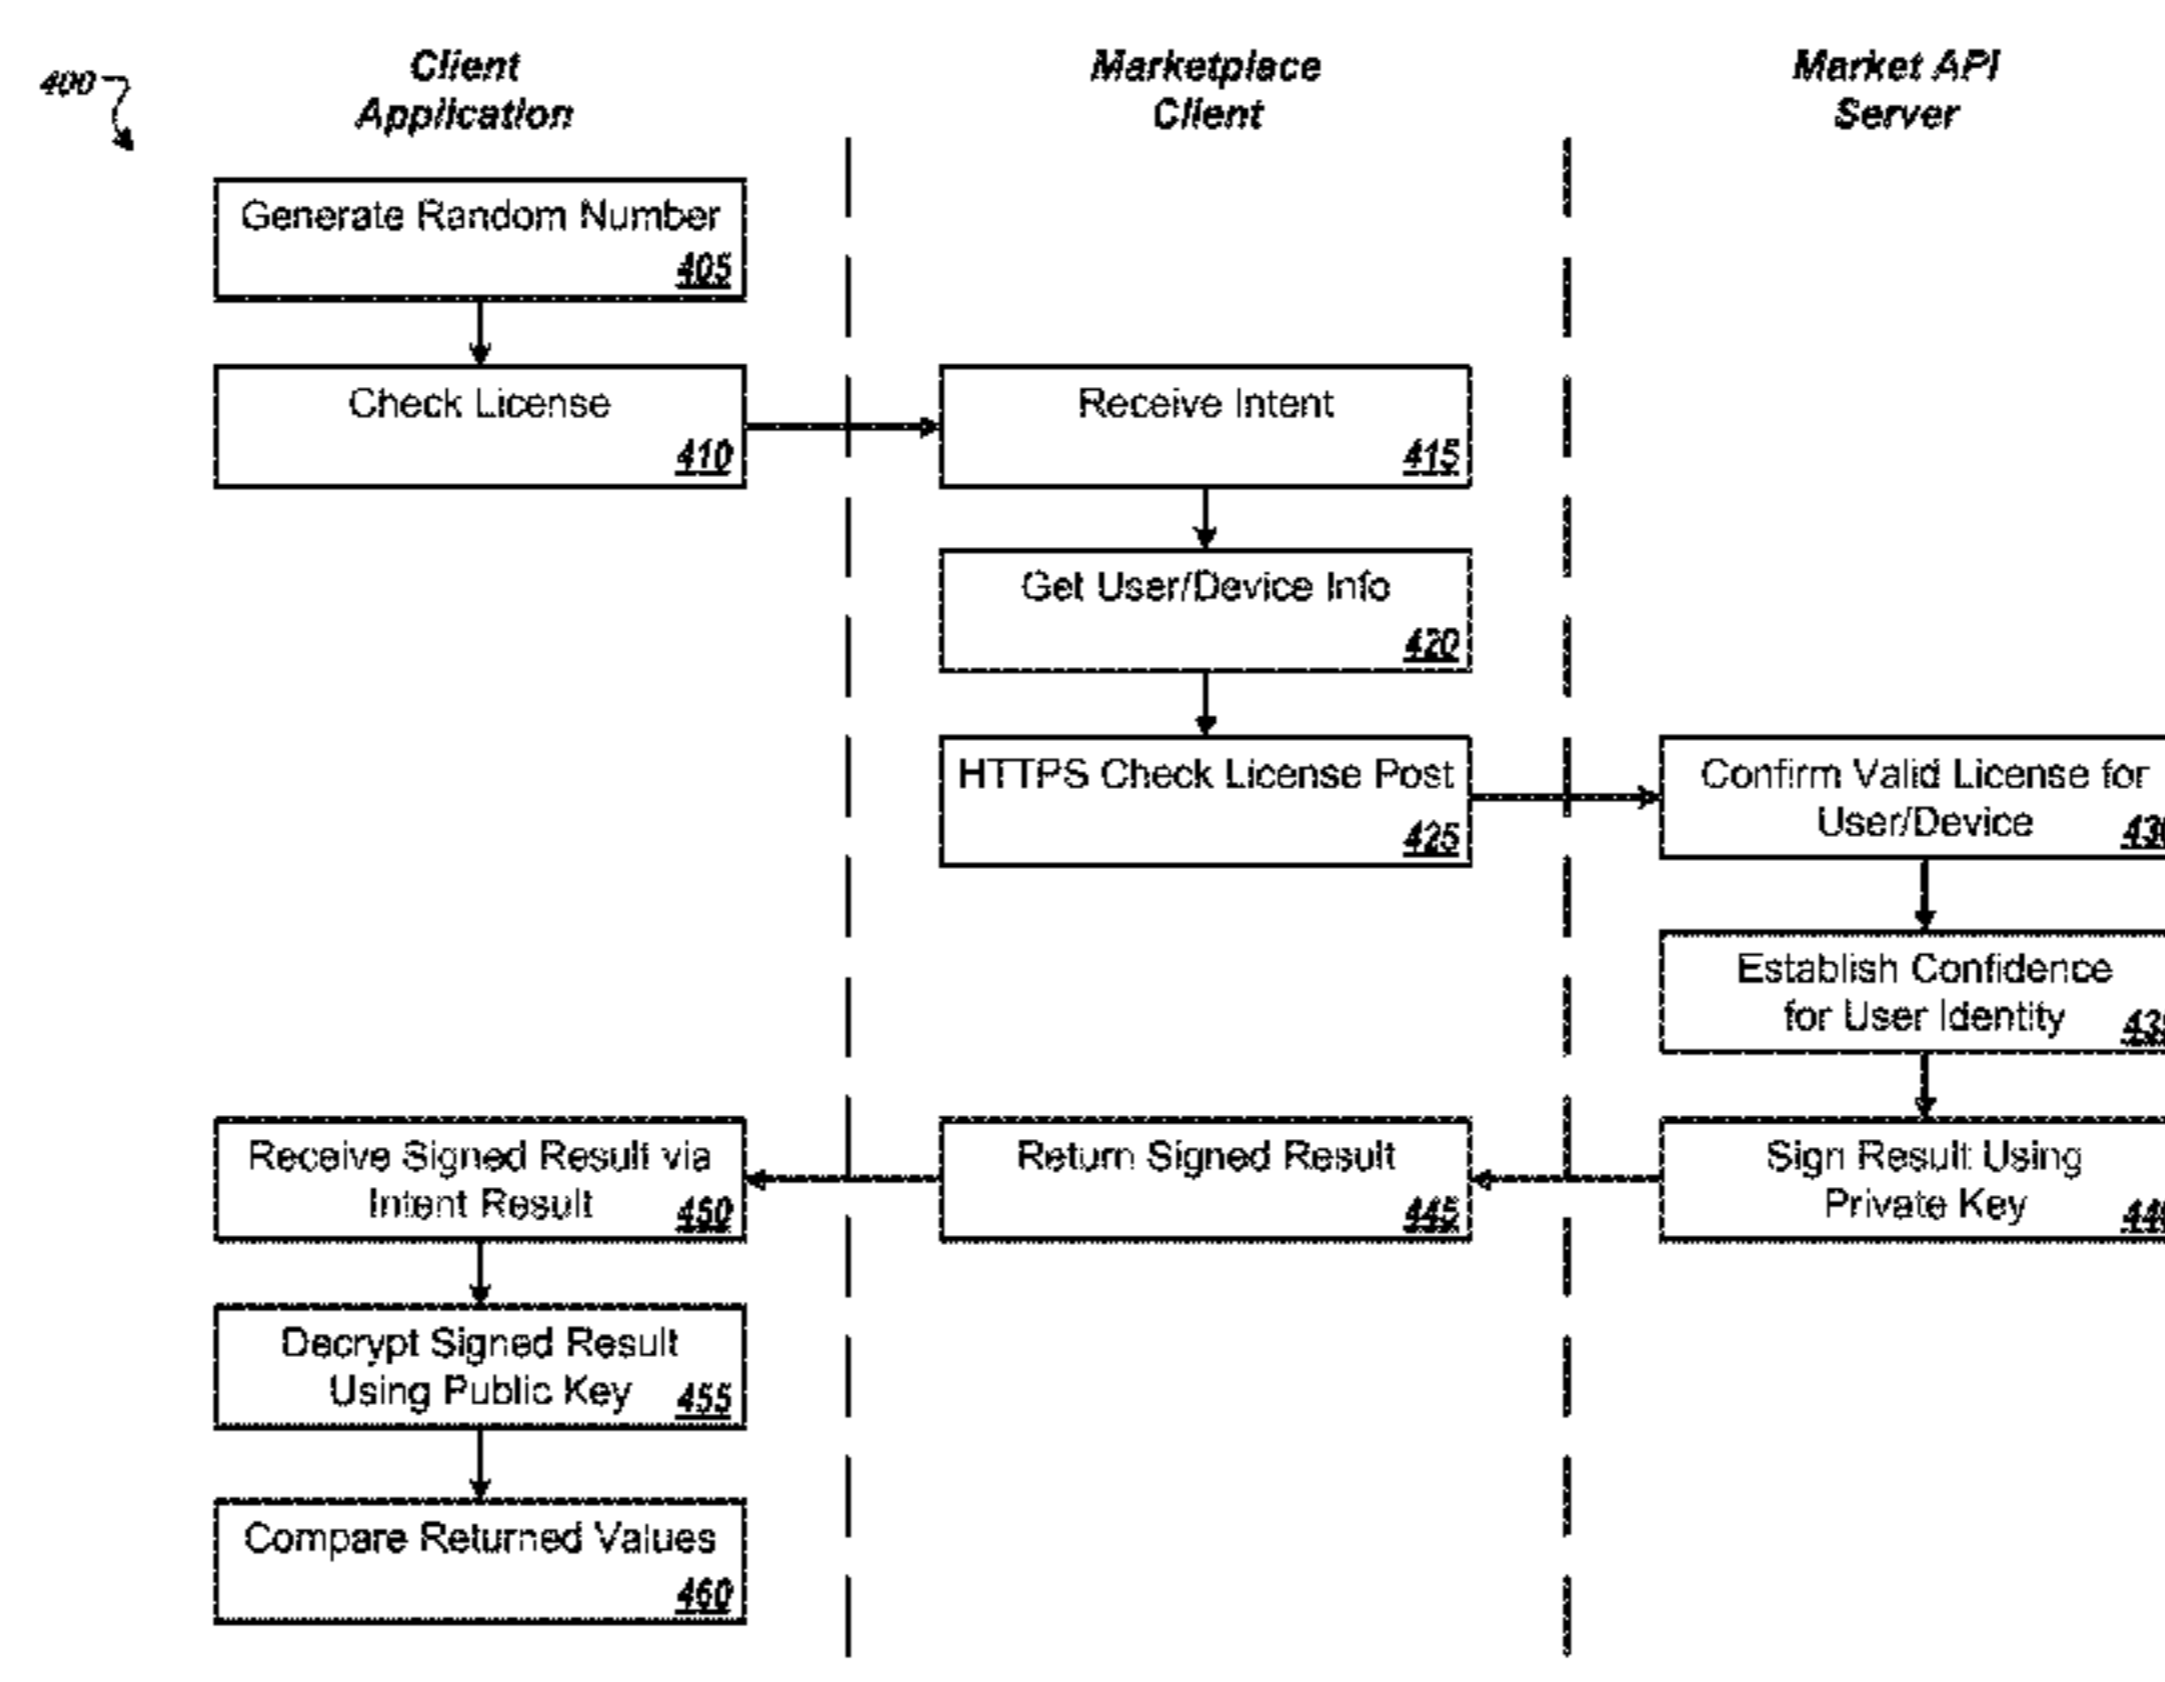 400
Client
Application
Marketplace
Client
Market API
Server
Generate Random Number
405
Check License
410
Receive Intent
415
Get User/Device Info
420
HTTPS Check License Post
425
Confirm Valid License for
User/Device
Establish Confidence
for User Identity
Sign Result Using
Private Key
Return Signed Result
445
Receive Signed Result via
Intent Result
450
Decrypt Signed Result
Using Public Key
455
Compare Returned Values
460